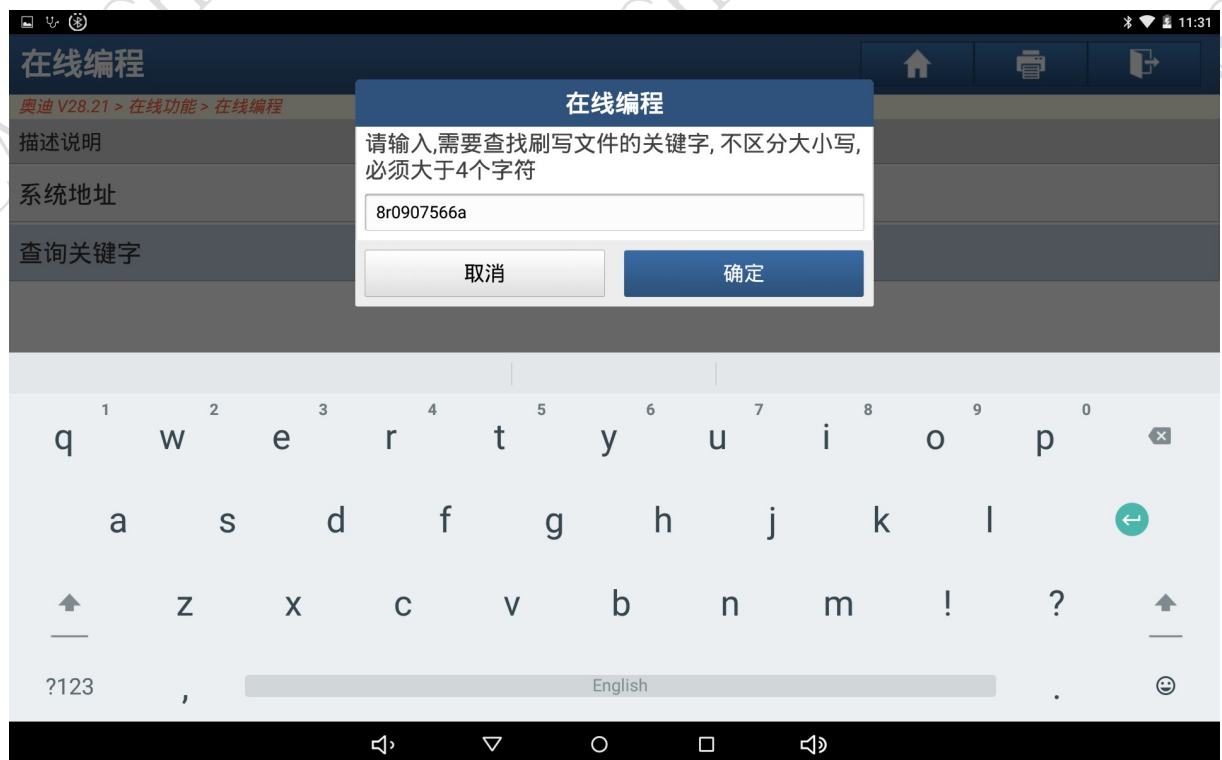 11:31
在线编程
奥迪 V28.21 > 在线功能 > 在线编程
描述说明
系统地址
查询关键字
在线编程
请输入,需要查找刷写文件的关键字, 不区分大小写,
必须大于4个字符
8r0907566a
取消 确定
1 2 3 4 5 6 7 8 9 0
q w e r t y u i o p
a s d f g h j k l
z x c v b n m ! ?
?123 , English .